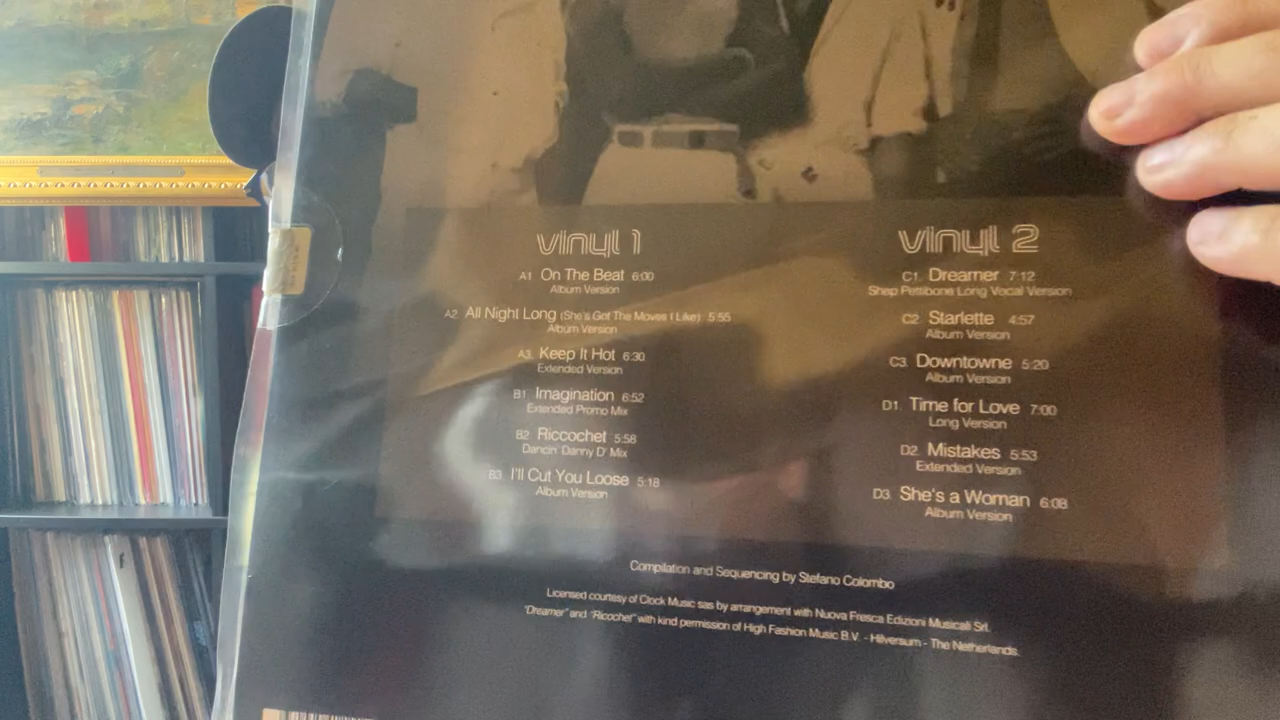 vinyl 1
A1. On The Beat 6:00
Album Version
A2. All Night Long (She's Got The Moves I Like) 5:55
Album Version
A3. Keep It Hot 6:30
Extended Version
B1. Imagination 6:52
Extended Promo Mix
B2. Riccochet 5:58
Dancin' Danny D' Mix
B3. I'll Cut You Loose 5:18
Album Version
vinyl 2
C1. Dreamer 7:12
Shep Pettibone Long Vocal Version
C2. Starlette 4:57
Album Version
C3. Downtowne 5:20
Album Version
D1. Time for Love 7:00
Long Version
D2. Mistakes 5:53
Extended Version
D3. She's a Woman 6:08
Album Version
Compilation and Sequencing by Stefano Colombo
Licensed courtesy of Clock Music sas by arrangement with Nuova Fresca Edizioni Musicali Srl.
"Dreamer" and "Ricochet" with kind permission of High Fashion Music B.V. - Hilversum - The Netherlands.